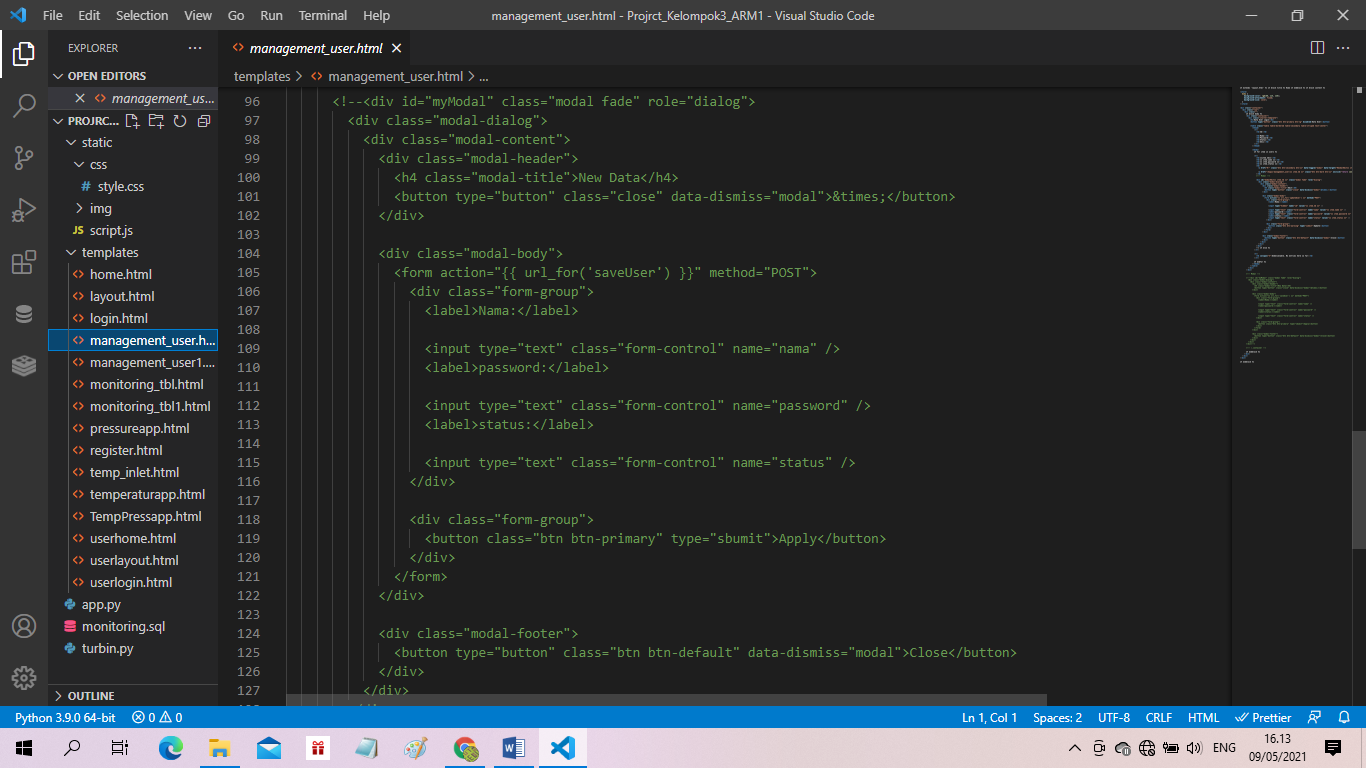 File Edit Selection View Go Run Terminal Help management_user.html - Projrct_Kelompok3_ARM1 - Visual Studio Code
EXPLORER ...
OPEN EDITORS
management_us...
PROJRC...
static
css
# style.css
img
JS script.js
templates
home.html
layout.html
login.html
management_user.h...
management_user1....
monitoring_tbl.html
monitoring_tbl1.html
pressureapp.html
register.html
temp_inlet.html
temperaturapp.html
TempPressapp.html
userhome.html
userlayout.html
userlogin.html
app.py
monitoring.sql
turbin.py
OUTLINE
management_user.html
templates > management_user.html > ...
96 <!--<div id="myModal" class="modal fade" role="dialog">
97 <div class="modal-dialog">
98 <div class="modal-content">
99 <div class="modal-header">
100 <h4 class="modal-title">New Data</h4>
101 <button type="button" class="close" data-dismiss="modal">&times;</button>
102 </div>
103
104 <div class="modal-body">
105 <form action="{{ url_for('saveUser') }}" method="POST">
106 <div class="form-group">
107 <label>Nama:</label>
108
109 <input type="text" class="form-control" name="nama" />
110 <label>password:</label>
111
112 <input type="text" class="form-control" name="password" />
113 <label>status:</label>
114
115 <input type="text" class="form-control" name="status" />
116 </div>
117
118 <div class="form-group">
119 <button class="btn btn-primary" type="sbumit">Apply</button>
120 </div>
121 </form>
122 </div>
123
124 <div class="modal-footer">
125 <button type="button" class="btn btn-default" data-dismiss="modal">Close</button>
126 </div>
127 </div>
Python 3.9.0 64-bit 0 0 Ln 1, Col 1 Spaces: 2 UTF-8 CRLF HTML Prettier
ENG 16.13
09/05/2021